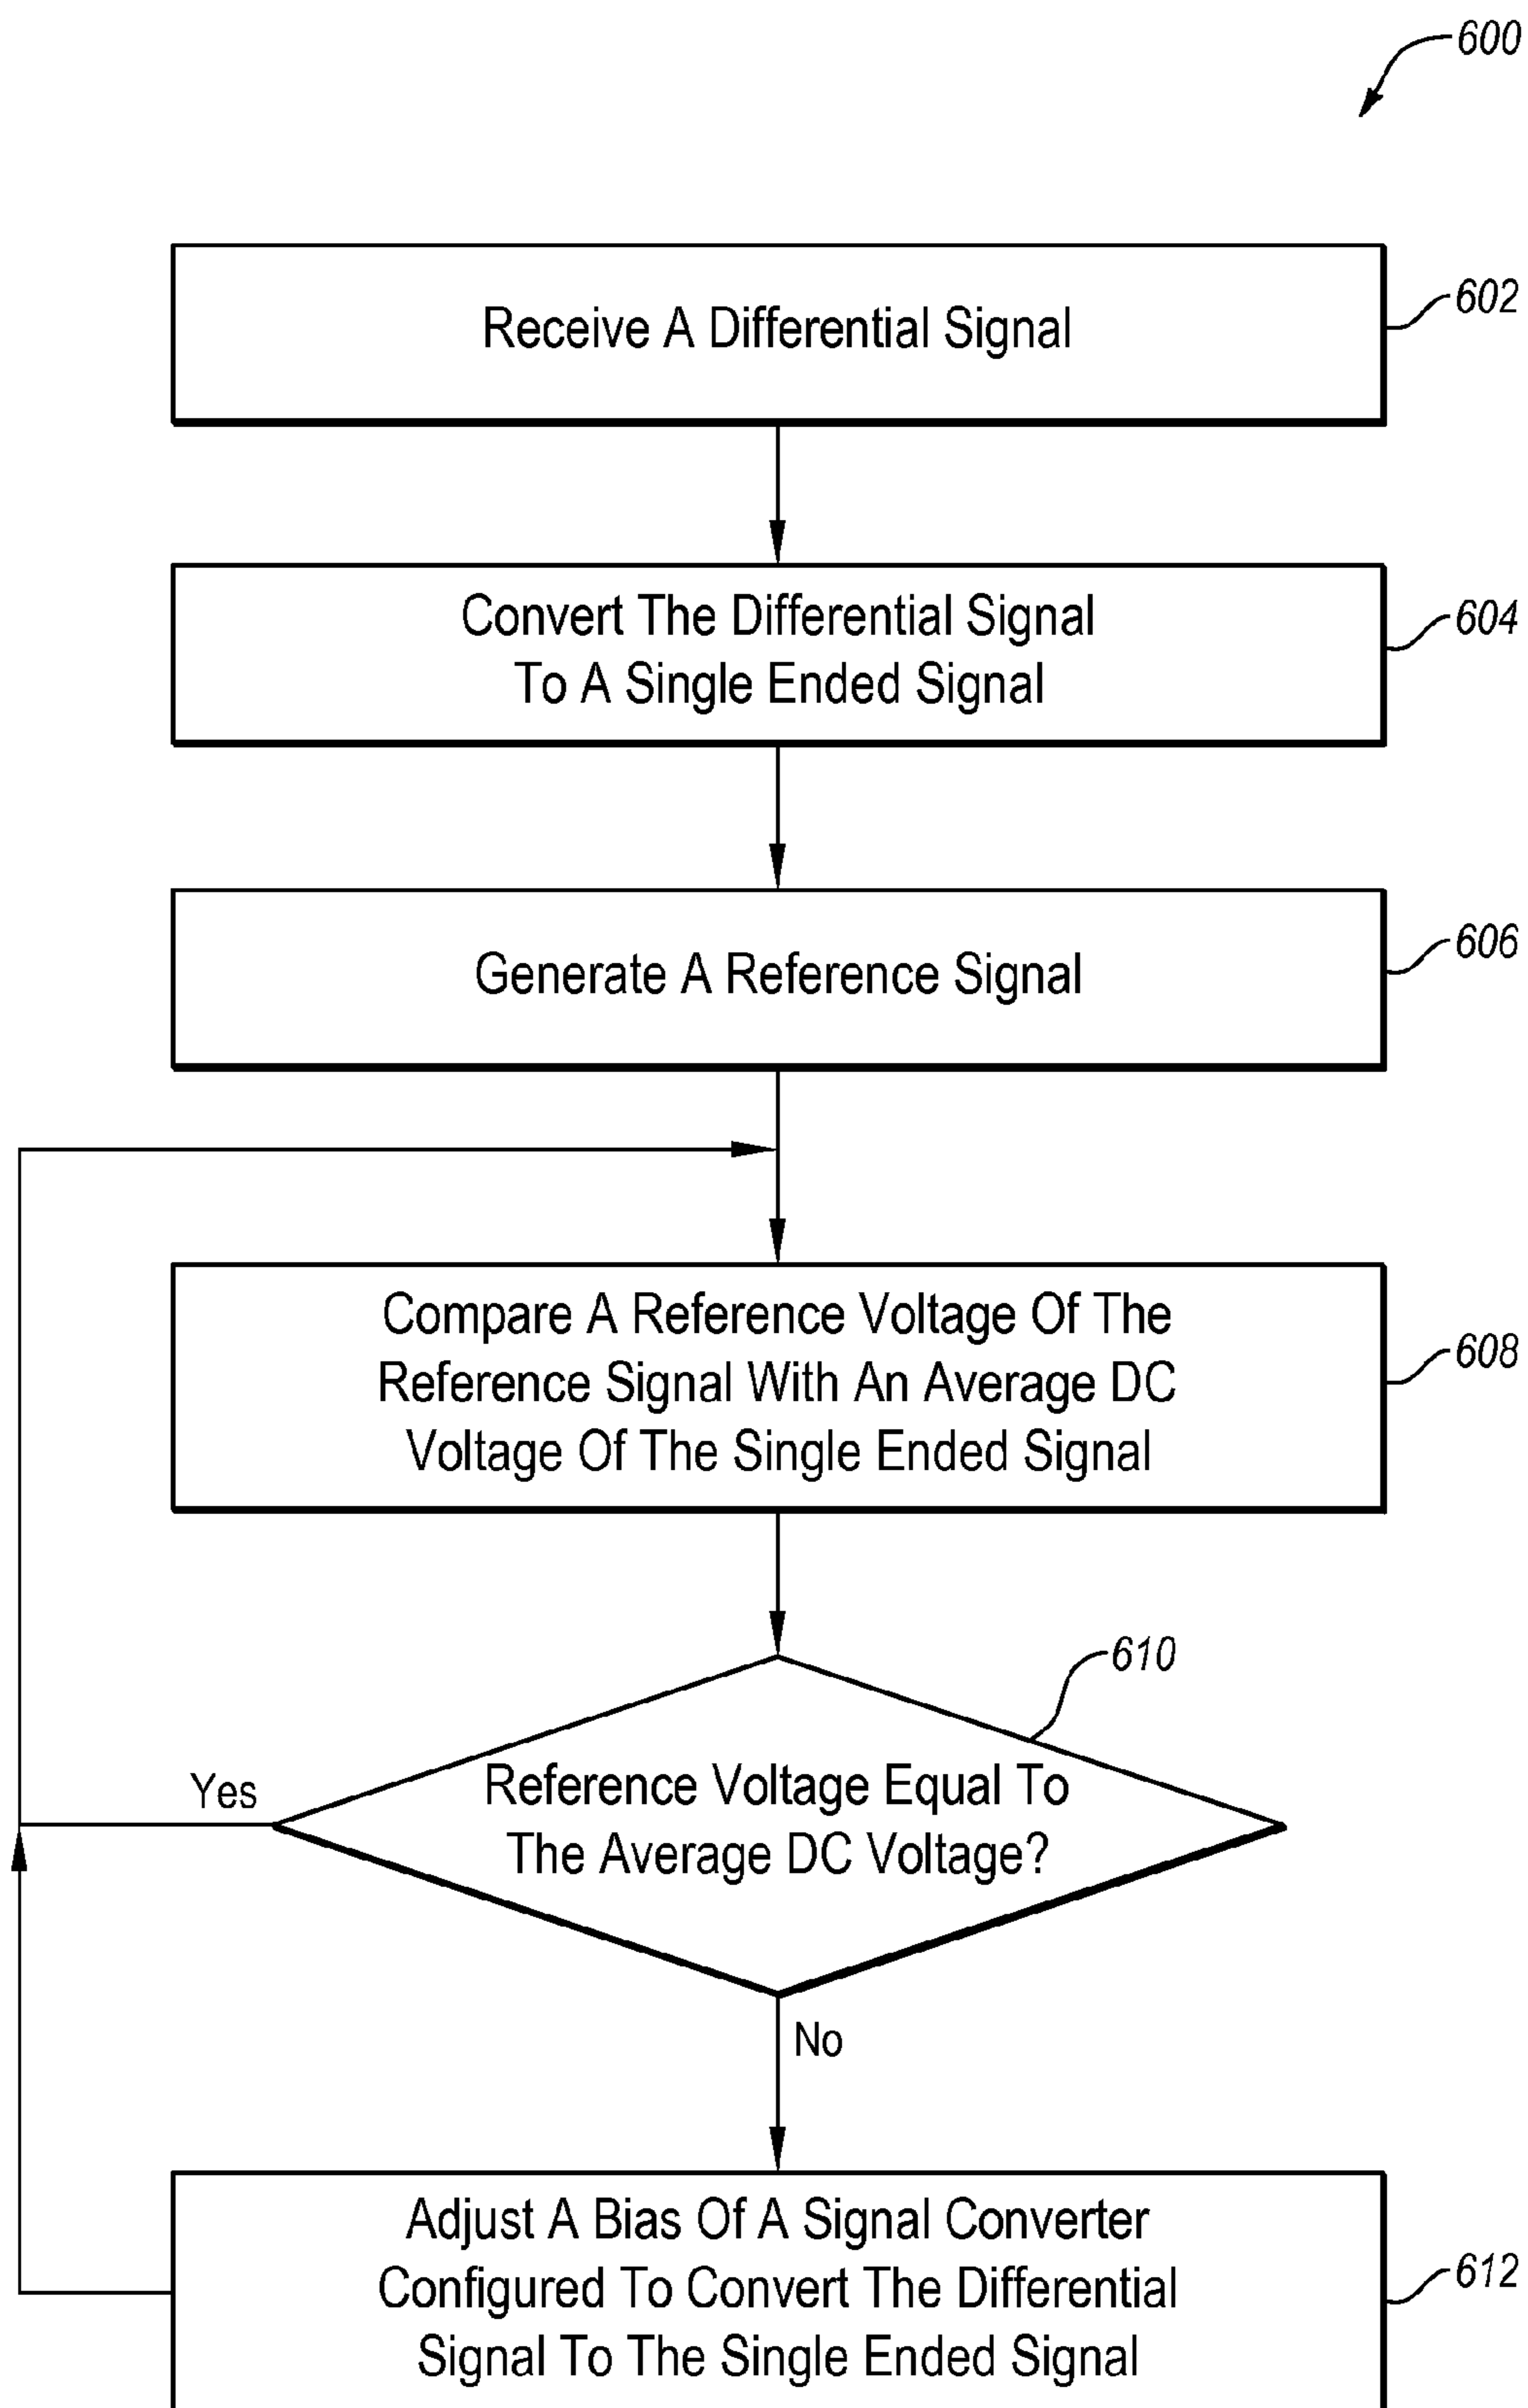 600
Receive A Differential Signal
602
Convert The Differential Signal
To A Single Ended Signal
604
Generate A Reference Signal
606
Compare A Reference Voltage Of The
Reference Signal With An Average DC
Voltage Of The Single Ended Signal
608
610
Reference Voltage Equal To
The Average DC Voltage?
Yes
No
Adjust A Bias Of A Signal Converter
Configured To Convert The Differential
Signal To The Single Ended Signal
612